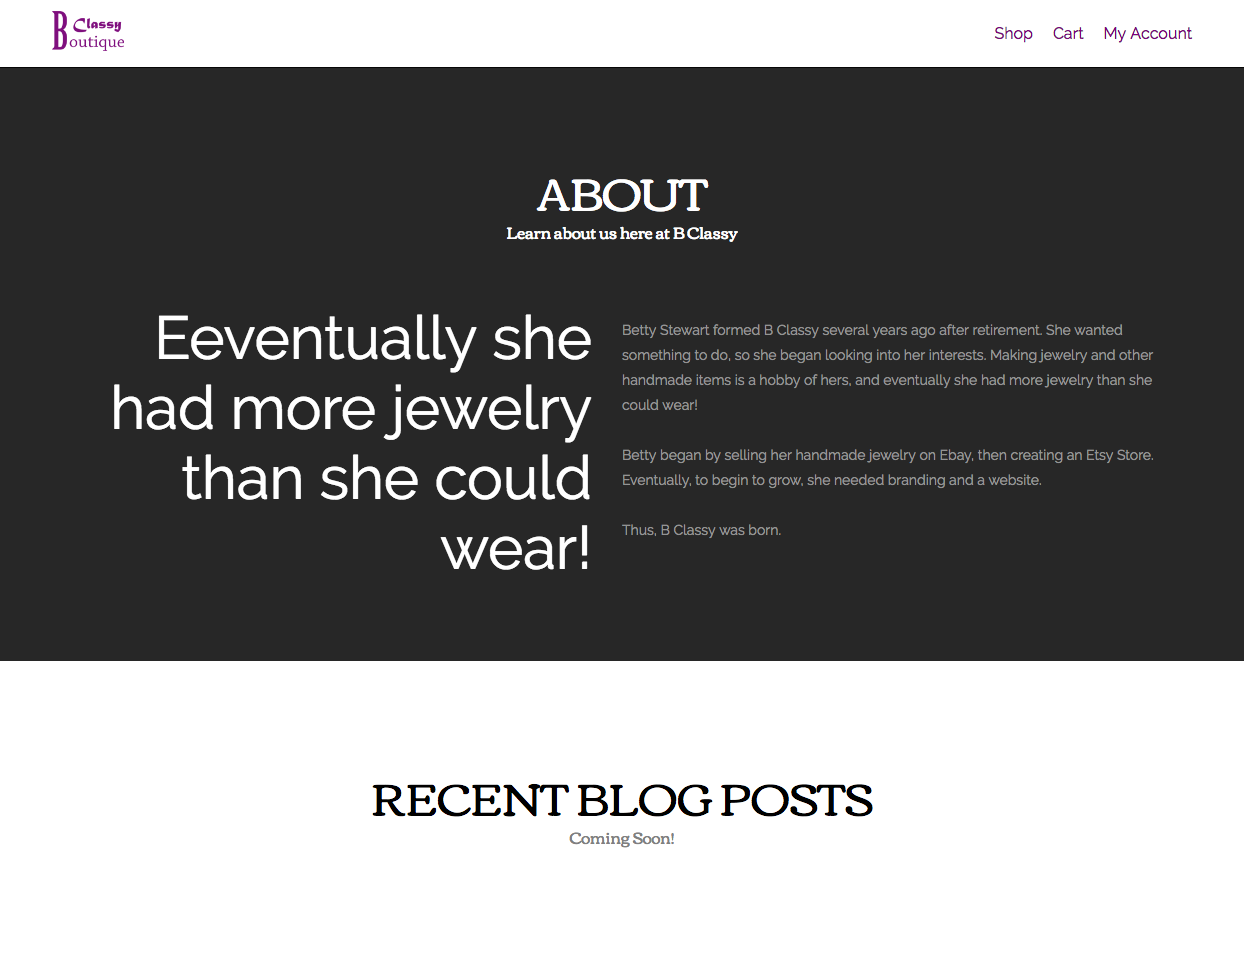 B Classy
Boutique
Shop Cart My Account
ABOUT
Learn about us here at B Classy
Eeventually she
had more jewelry
than she could
wear!
Betty Stewart formed B Classy several years ago after retirement. She wanted
something to do, so she began looking into her interests. Making jewelry and other
handmade items is a hobby of hers, and eventually she had more jewelry than she
could wear!
Betty began by selling her handmade jewelry on Ebay, then creating an Etsy Store.
Eventually, to begin to grow, she needed branding and a website.
Thus, B Classy was born.
RECENT BLOG POSTS
Coming Soon!